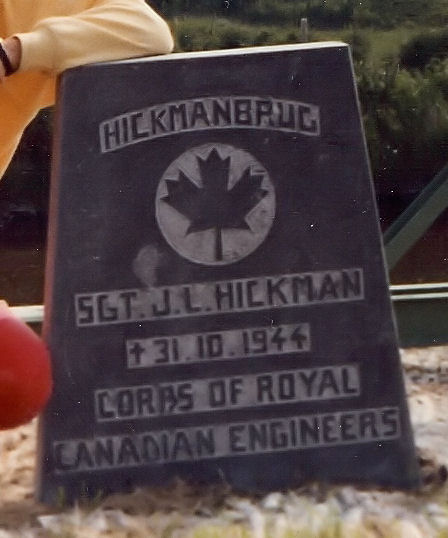 HICKMANBRUG
SGT. J. L. HICKMAN
✝ 31.10.1944
CORPS OF ROYAL
CANADIAN ENGINEERS